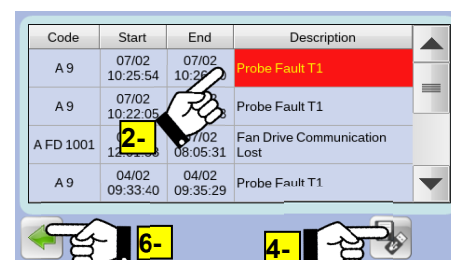 Code Start End Description
A 9 07/02 10:25:54 07/02 Probe Fault T1
A 9 07/02 10:22:05 Probe Fault T1
A FD 1001 08:05:31 Fan Drive Communication Lost
A 9 04/02 09:33:40 04/02 09:35:29 Probe Fault T1
2-
6-
4-